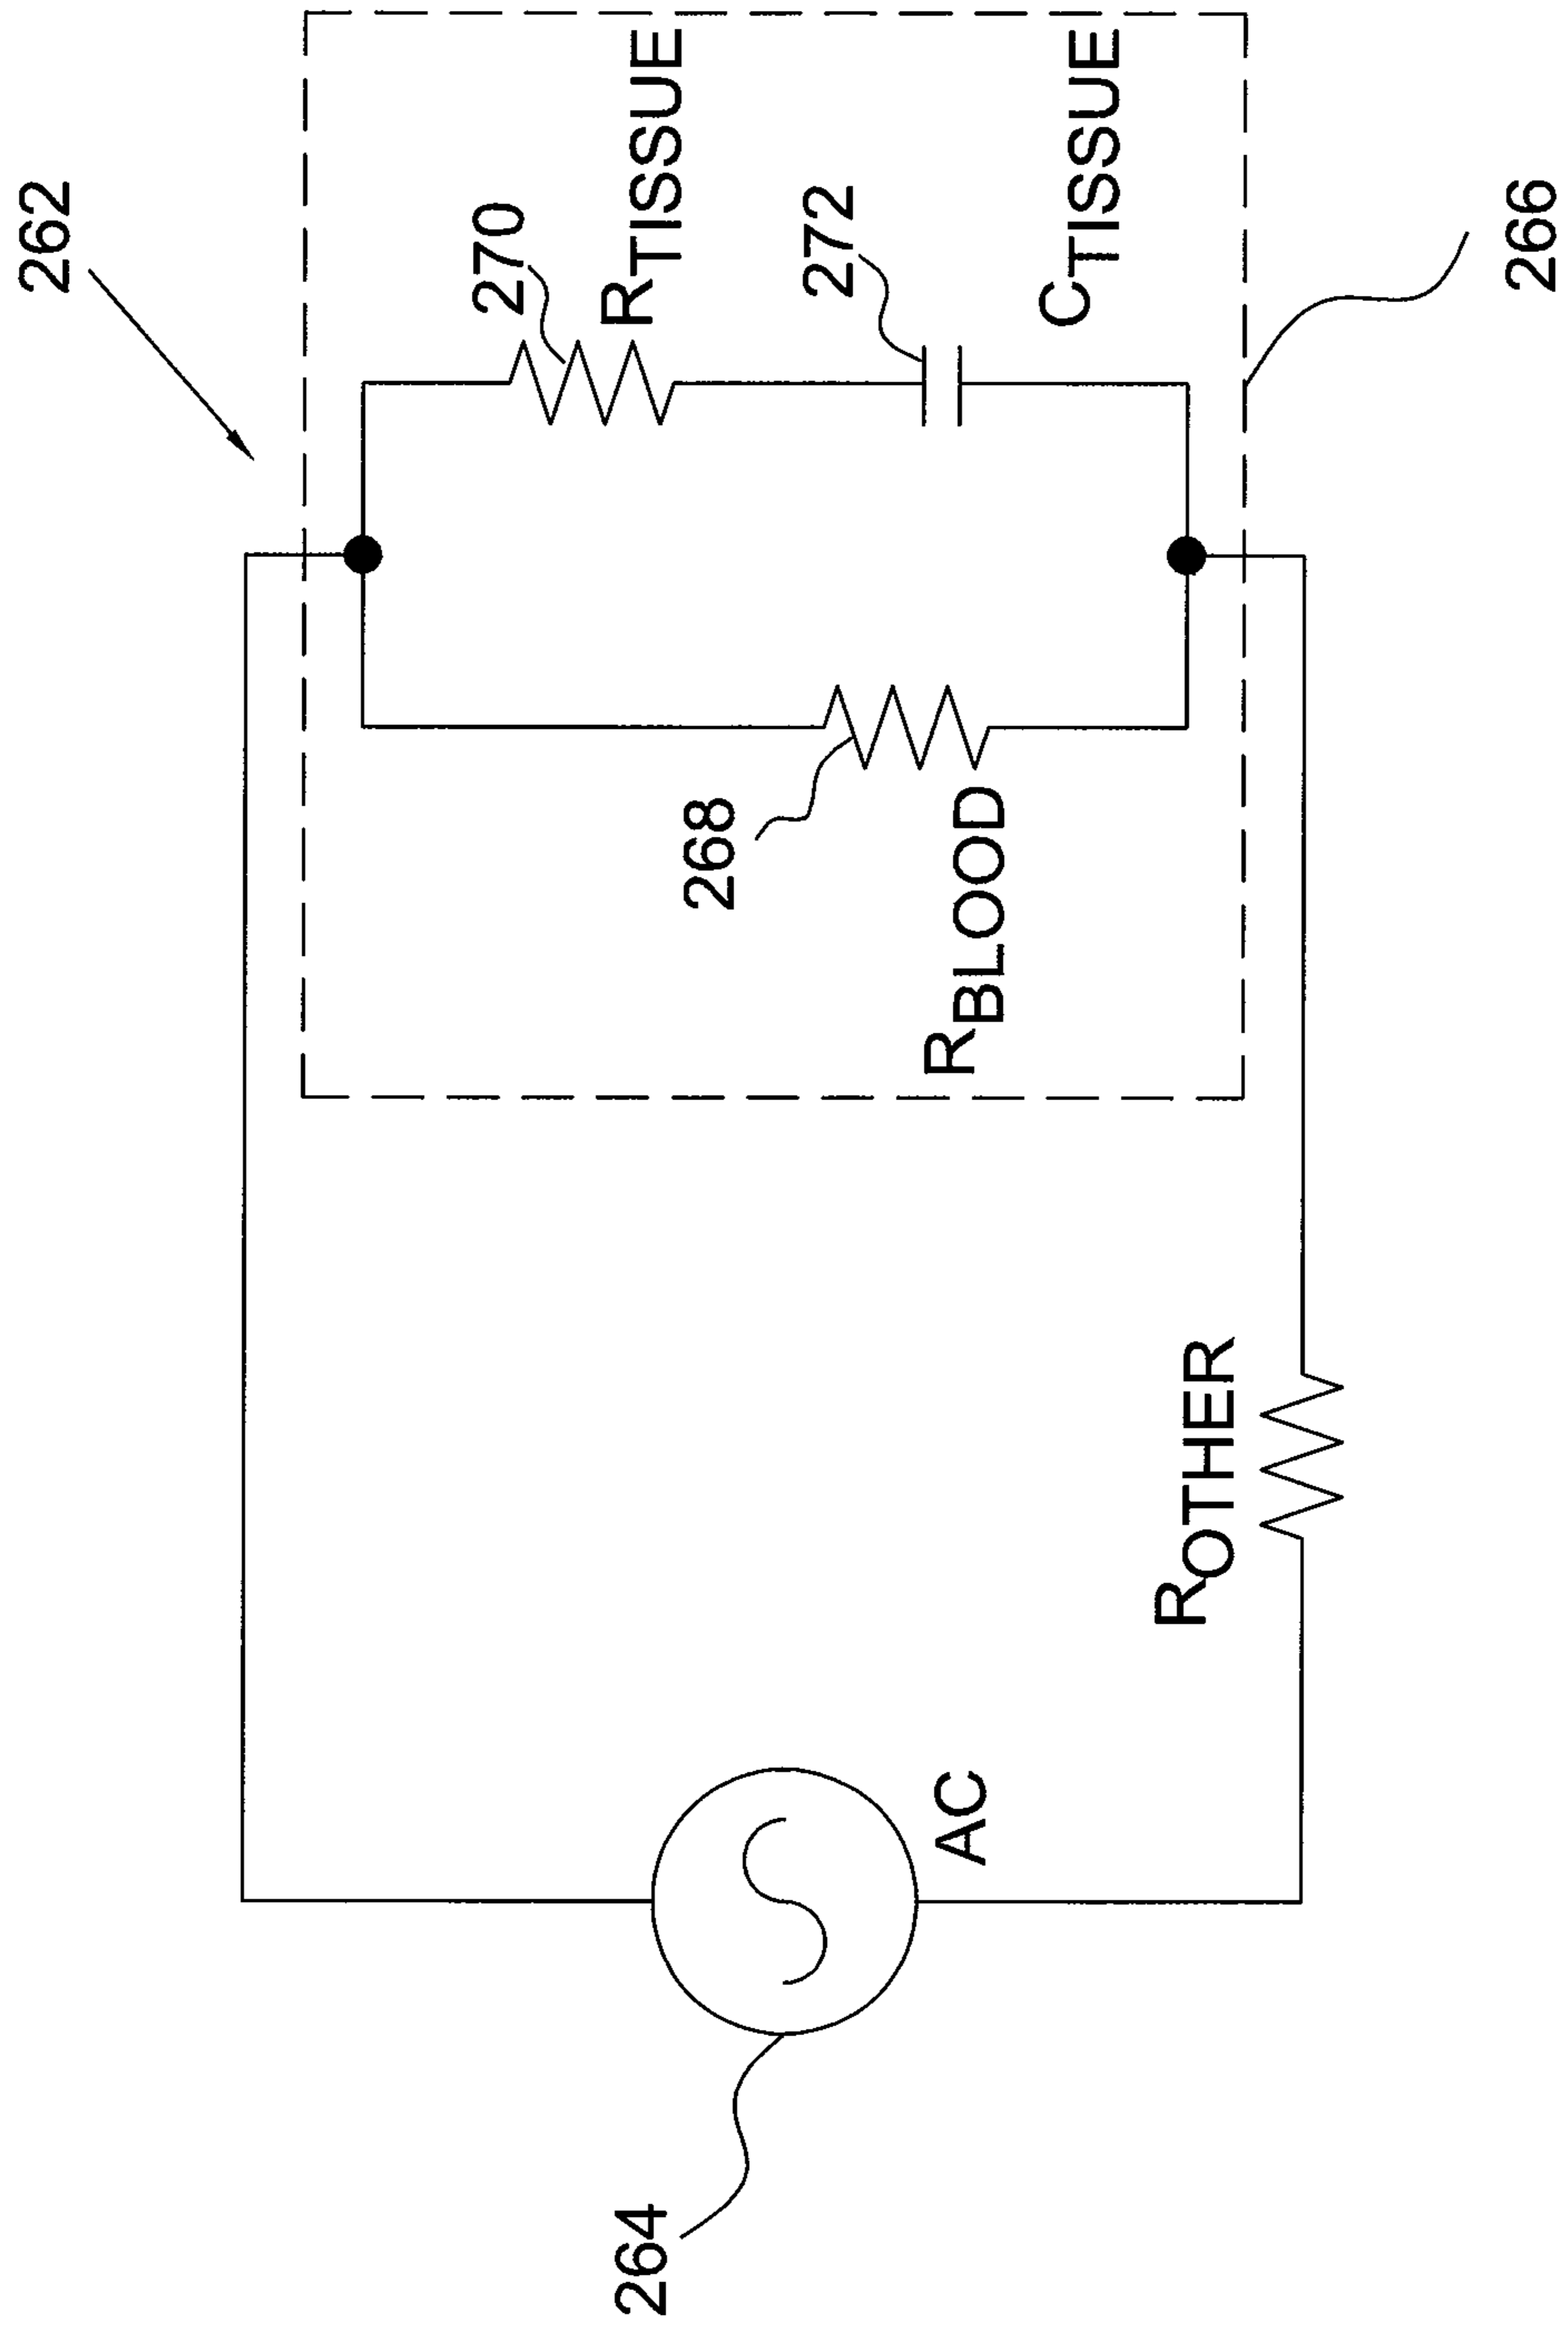 262
270
RTISSUE
272
CTISSUE
266
268
RBLOOD
ROTHER
AC
264